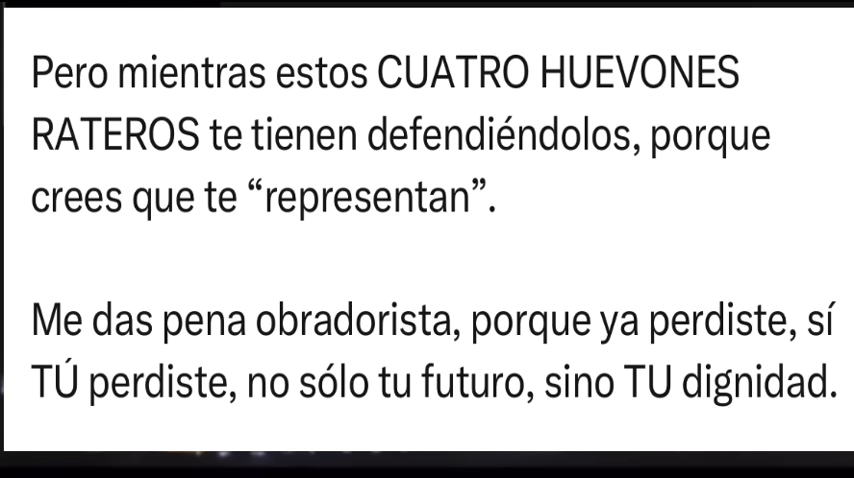 Pero mientras estos CUATRO HUEVONES
RATEROS te tienen defendiéndolos, porque
crees que te “representan”.
Me das pena obradorista, porque ya perdiste, sí
TÚ perdiste, no sólo tu futuro, sino TU dignidad.